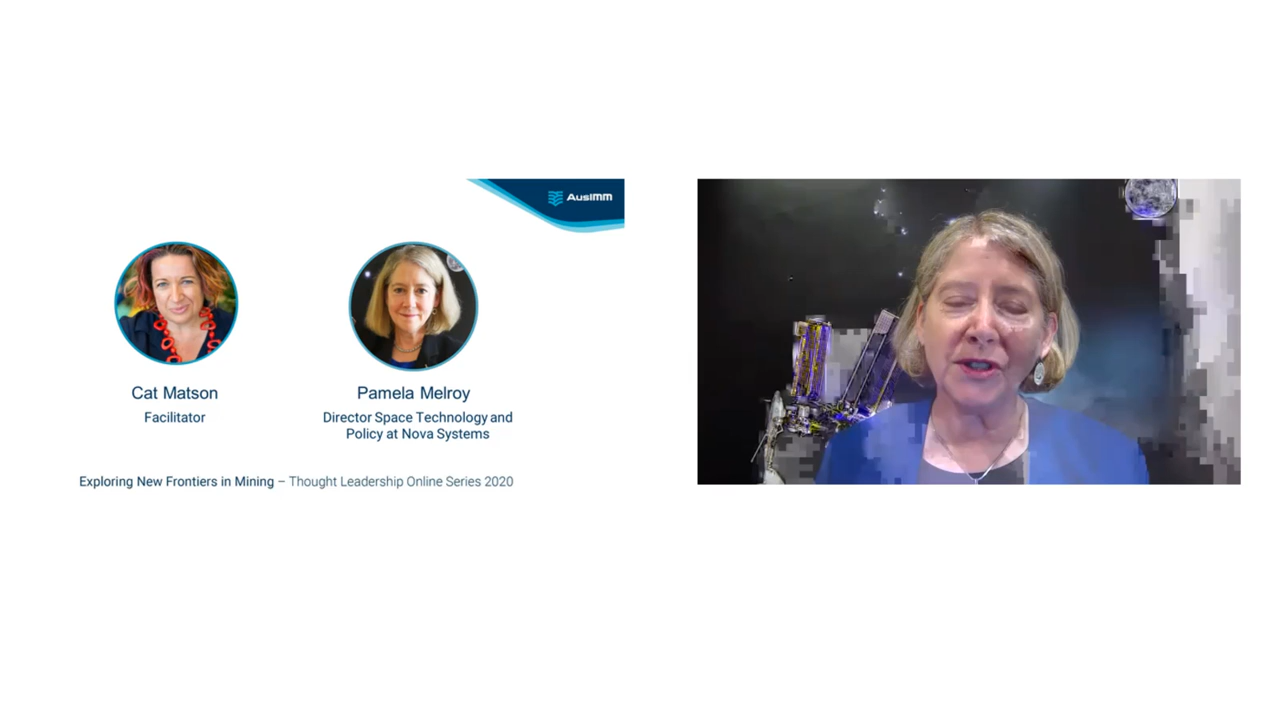 AusIMM
Cat Matson
Facilitator
Pamela Melroy
Director Space Technology and
Policy at Nova Systems
Exploring New Frontiers in Mining – Thought Leadership Online Series 2020